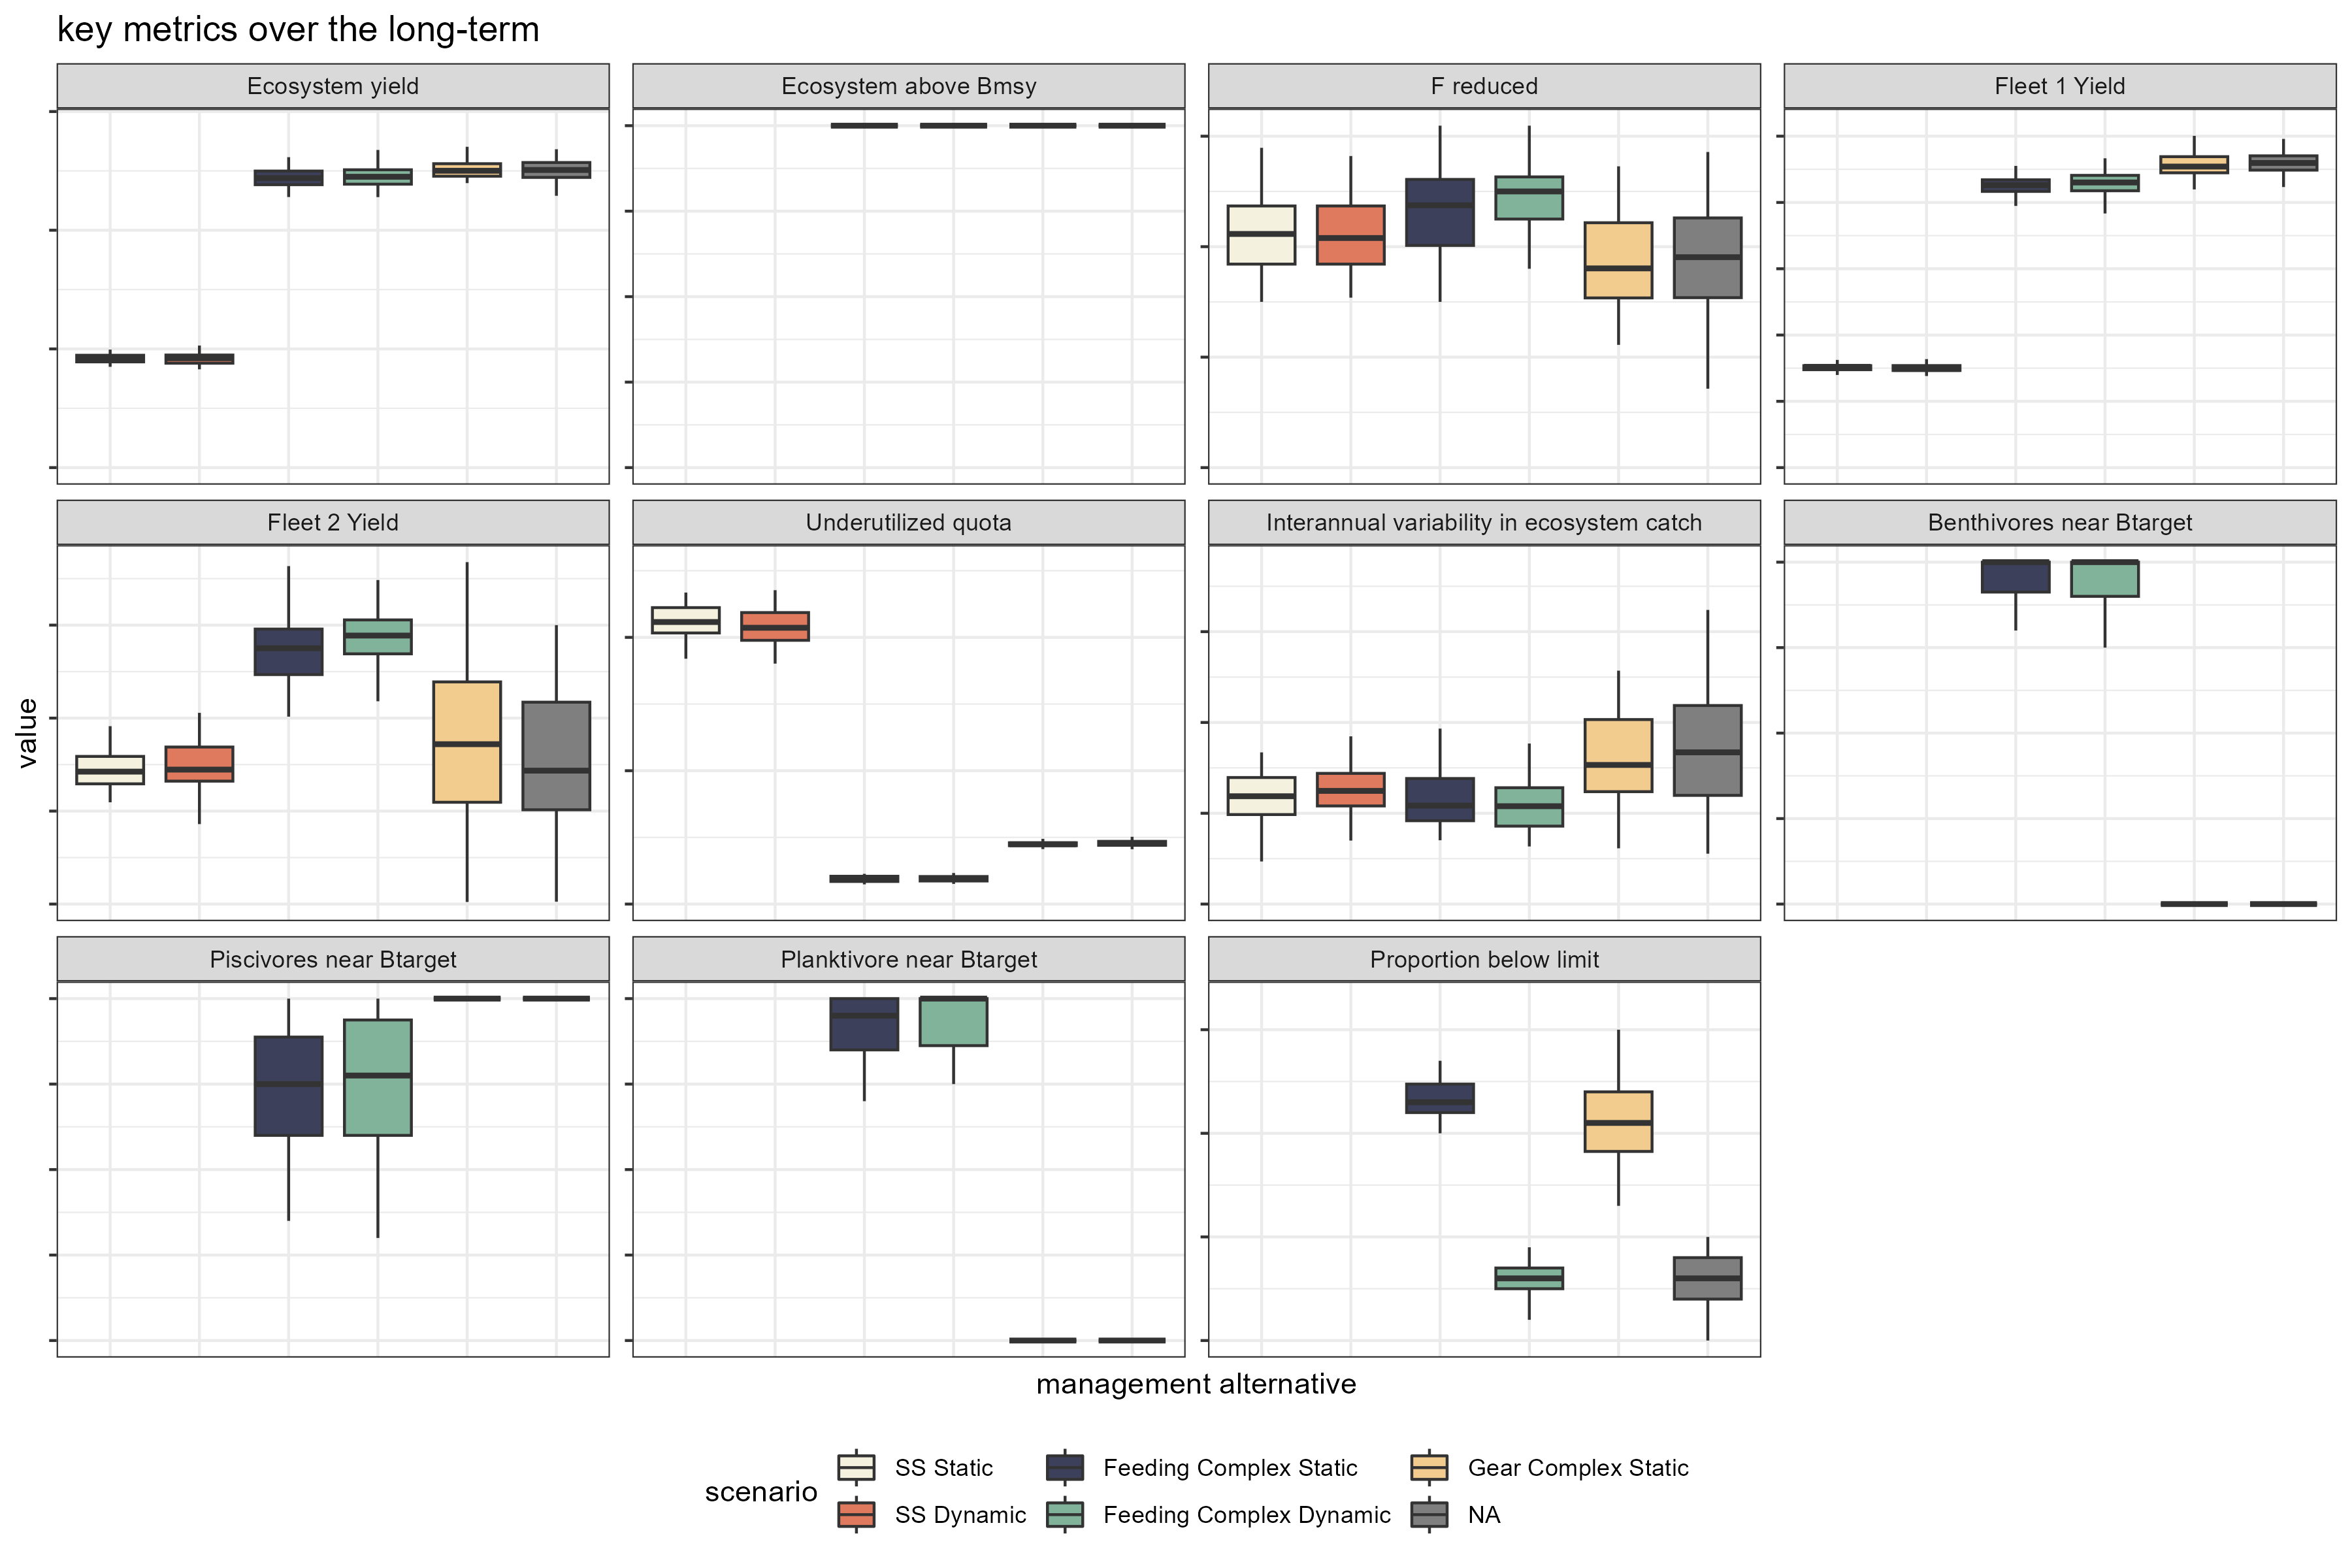 key metrics over the long-term
Ecosystem yield
Ecosystem above Bmsy
F reduced
Fleet 1 Yield
Fleet 2 Yield
Underutilized quota
Interannual variability in ecosystem catch
Benthivores near Btarget
Piscivores near Btarget
Planktivore near Btarget
Proportion below limit
value
management alternative
scenario
SS Static
Feeding Complex Static
Gear Complex Static
SS Dynamic
Feeding Complex Dynamic
NA